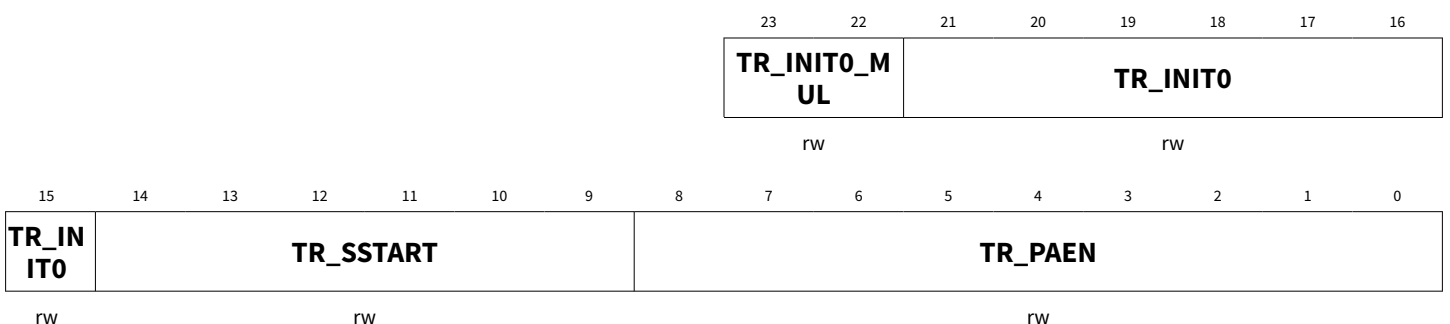 23 22 21 20 19 18 17 16
TR_INIT0_M
UL
TR_INIT0
rw rw
15 14 13 12 11 10 9 8 7 6 5 4 3 2 1 0
TR_IN
IT0
TR_SSTART
TR_PAEN
rw rw rw